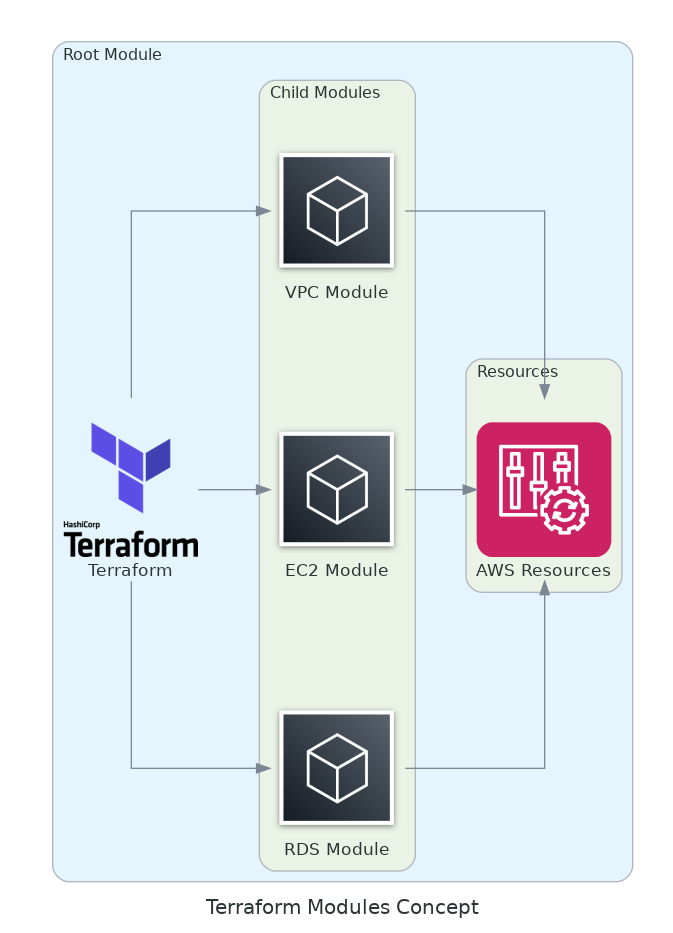 Root Module
Child Modules
VPC Module
Resources
HashiCorp
Terraform
Terraform
EC2 Module
AWS Resources
RDS Module
Terraform Modules Concept